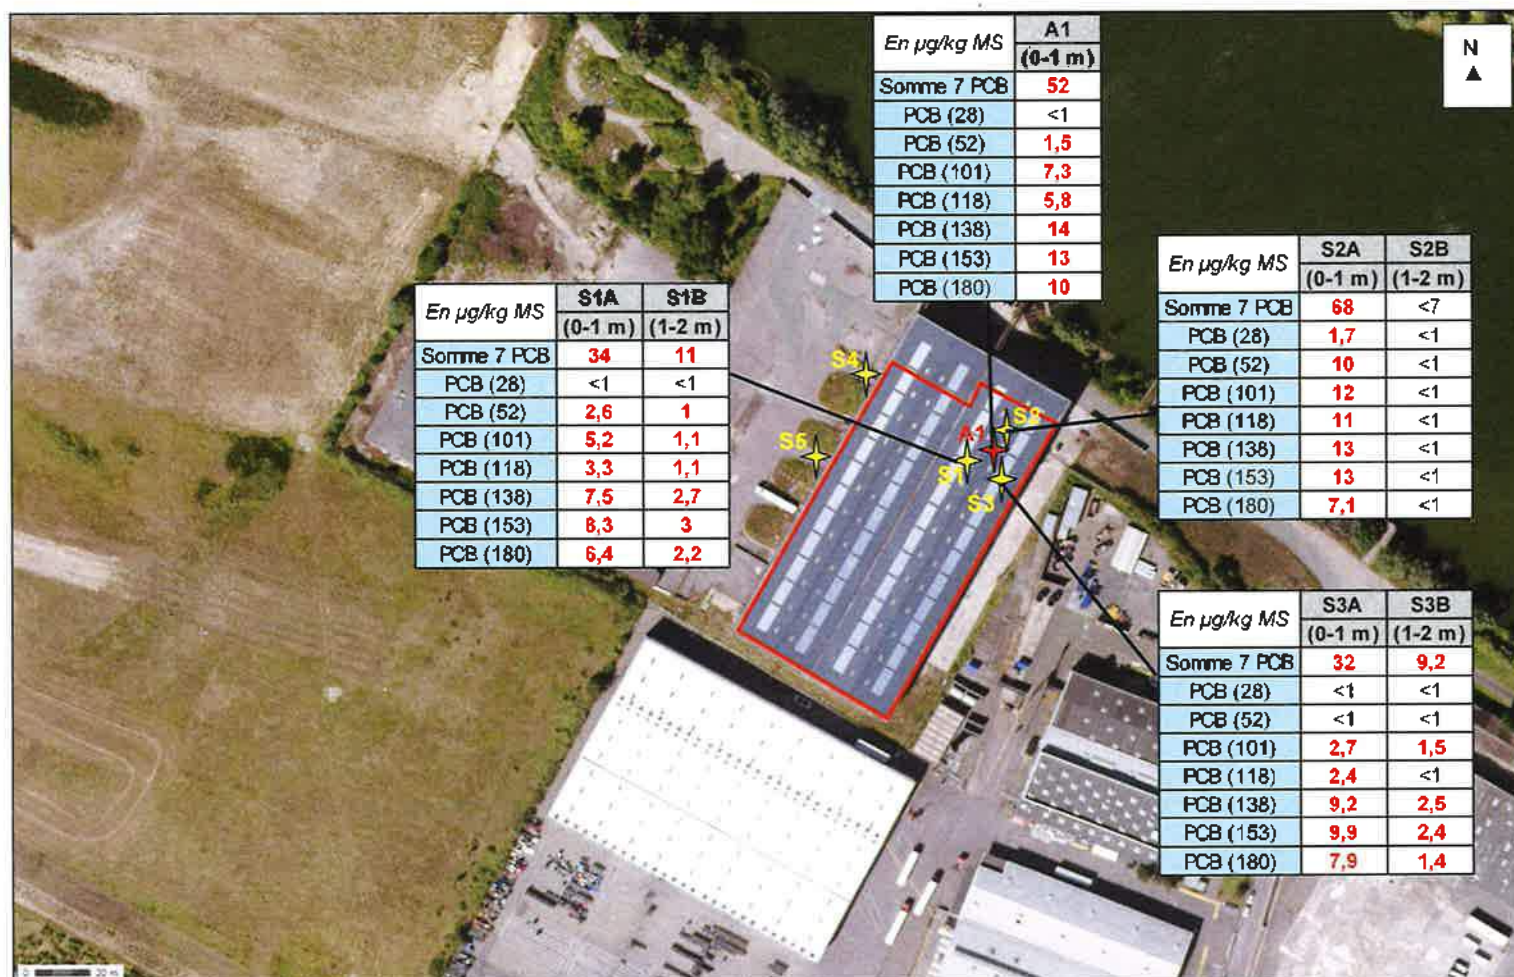 En µg/kg MS A1
(0-1 m)
Somme 7 PCB 52
PCB (28) <1
PCB (52) 1,5
PCB (101) 7,3
PCB (118) 5,8
PCB (138) 14
PCB (153) 13
PCB (180) 10
N
En µg/kg MS S2A S2B
(0-1 m) (1-2 m)
Somme 7 PCB 68 <7
PCB (28) 1,7 <1
PCB (52) 10 <1
PCB (101) 12 <1
PCB (118) 11 <1
PCB (138) 13 <1
PCB (153) 13 <1
PCB (180) 7,1 <1
En µg/kg MS S1A S1B
(0-1 m) (1-2 m)
Somme 7 PCB 34 11
PCB (28) <1 <1
PCB (52) 2,6 1
PCB (101) 5,2 1,1
PCB (118) 3,3 1,1
PCB (138) 7,5 2,7
PCB (153) 8,3 3
PCB (180) 6,4 2,2
S4
S2
A1
S5
S1
S3
En µg/kg MS S3A S3B
(0-1 m) (1-2 m)
Somme 7 PCB 32 9,2
PCB (28) <1 <1
PCB (52) <1 <1
PCB (101) 2,7 1,5
PCB (118) 2,4 <1
PCB (138) 9,2 2,5
PCB (153) 9,9 2,4
PCB (180) 7,9 1,4
0 20 m